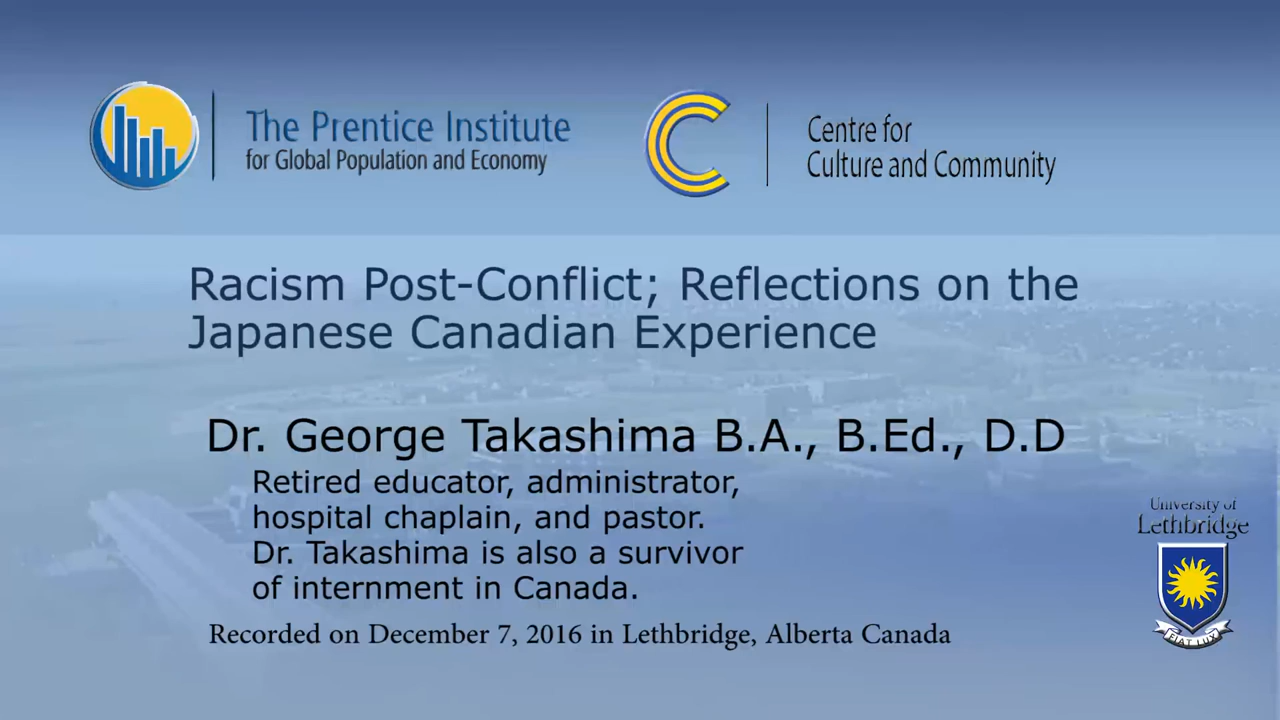 The Prentice Institute
for Global Population and Economy
Centre for
Culture and Community
Racism Post-Conflict; Reflections on the
Japanese Canadian Experience
Dr. George Takashima B.A., B.Ed., D.D
Retired educator, administrator,
hospital chaplain, and pastor.
Dr. Takashima is also a survivor
of internment in Canada.
Recorded on December 7, 2016 in Lethbridge, Alberta Canada
University of
Lethbridge
FIAT LUX